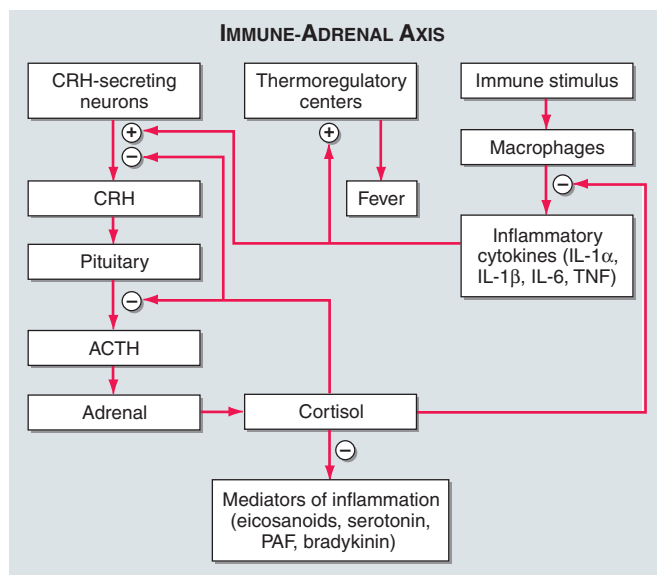 IMMUNE-ADRENAL AXIS
CRH-secreting
neurons
Thermoregulatory
centers
Immune stimulus
+
−
+
Macrophages
−
CRH
Fever
Inflammatory
cytokines (IL-1α,
IL-1β, IL-6, TNF)
Pituitary
−
ACTH
Adrenal
Cortisol
−
Mediators of inflammation
(eicosanoids, serotonin,
PAF, bradykinin)